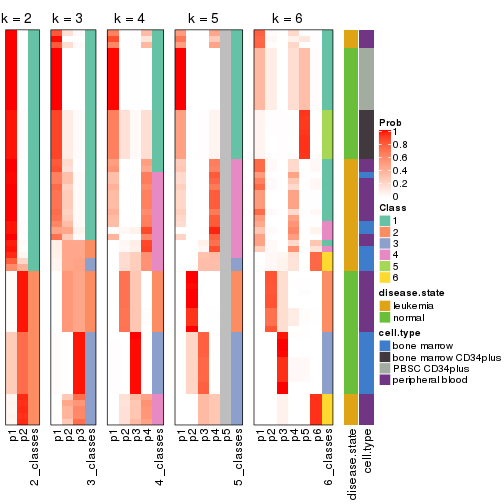 k = 2
k = 3
k = 4
k = 5
k = 6
Prob
1
0.8
0.6
0.4
0.2
0
Class
1
2
3
4
5
6
disease.state
leukemia
normal
cell.type
bone marrow
bone marrow CD34plus
PBSC CD34plus
peripheral blood
p1
p2
2_classes
p1
p2
p3
3_classes
p1
p2
p3
p4
4_classes
p1
p2
p3
p4
p5
5_classes
p1
p2
p3
p4
p5
p6
6_classes
disease.state
cell.type